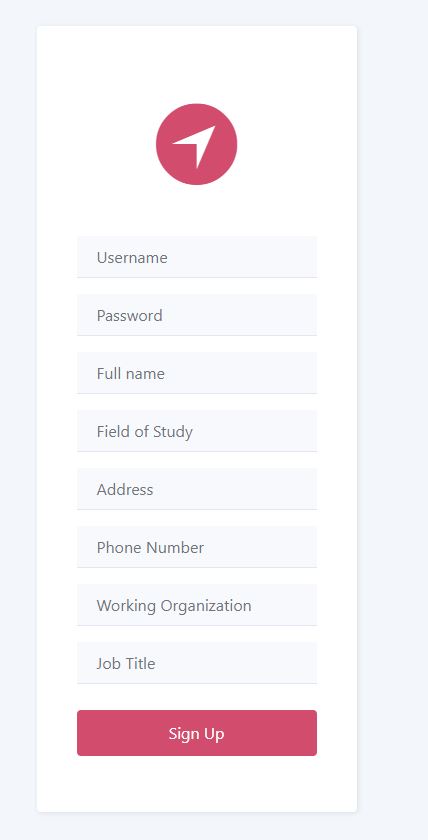 Username
Password
Full name
Field of Study
Address
Phone Number
Working Organization
Job Title
Sign Up